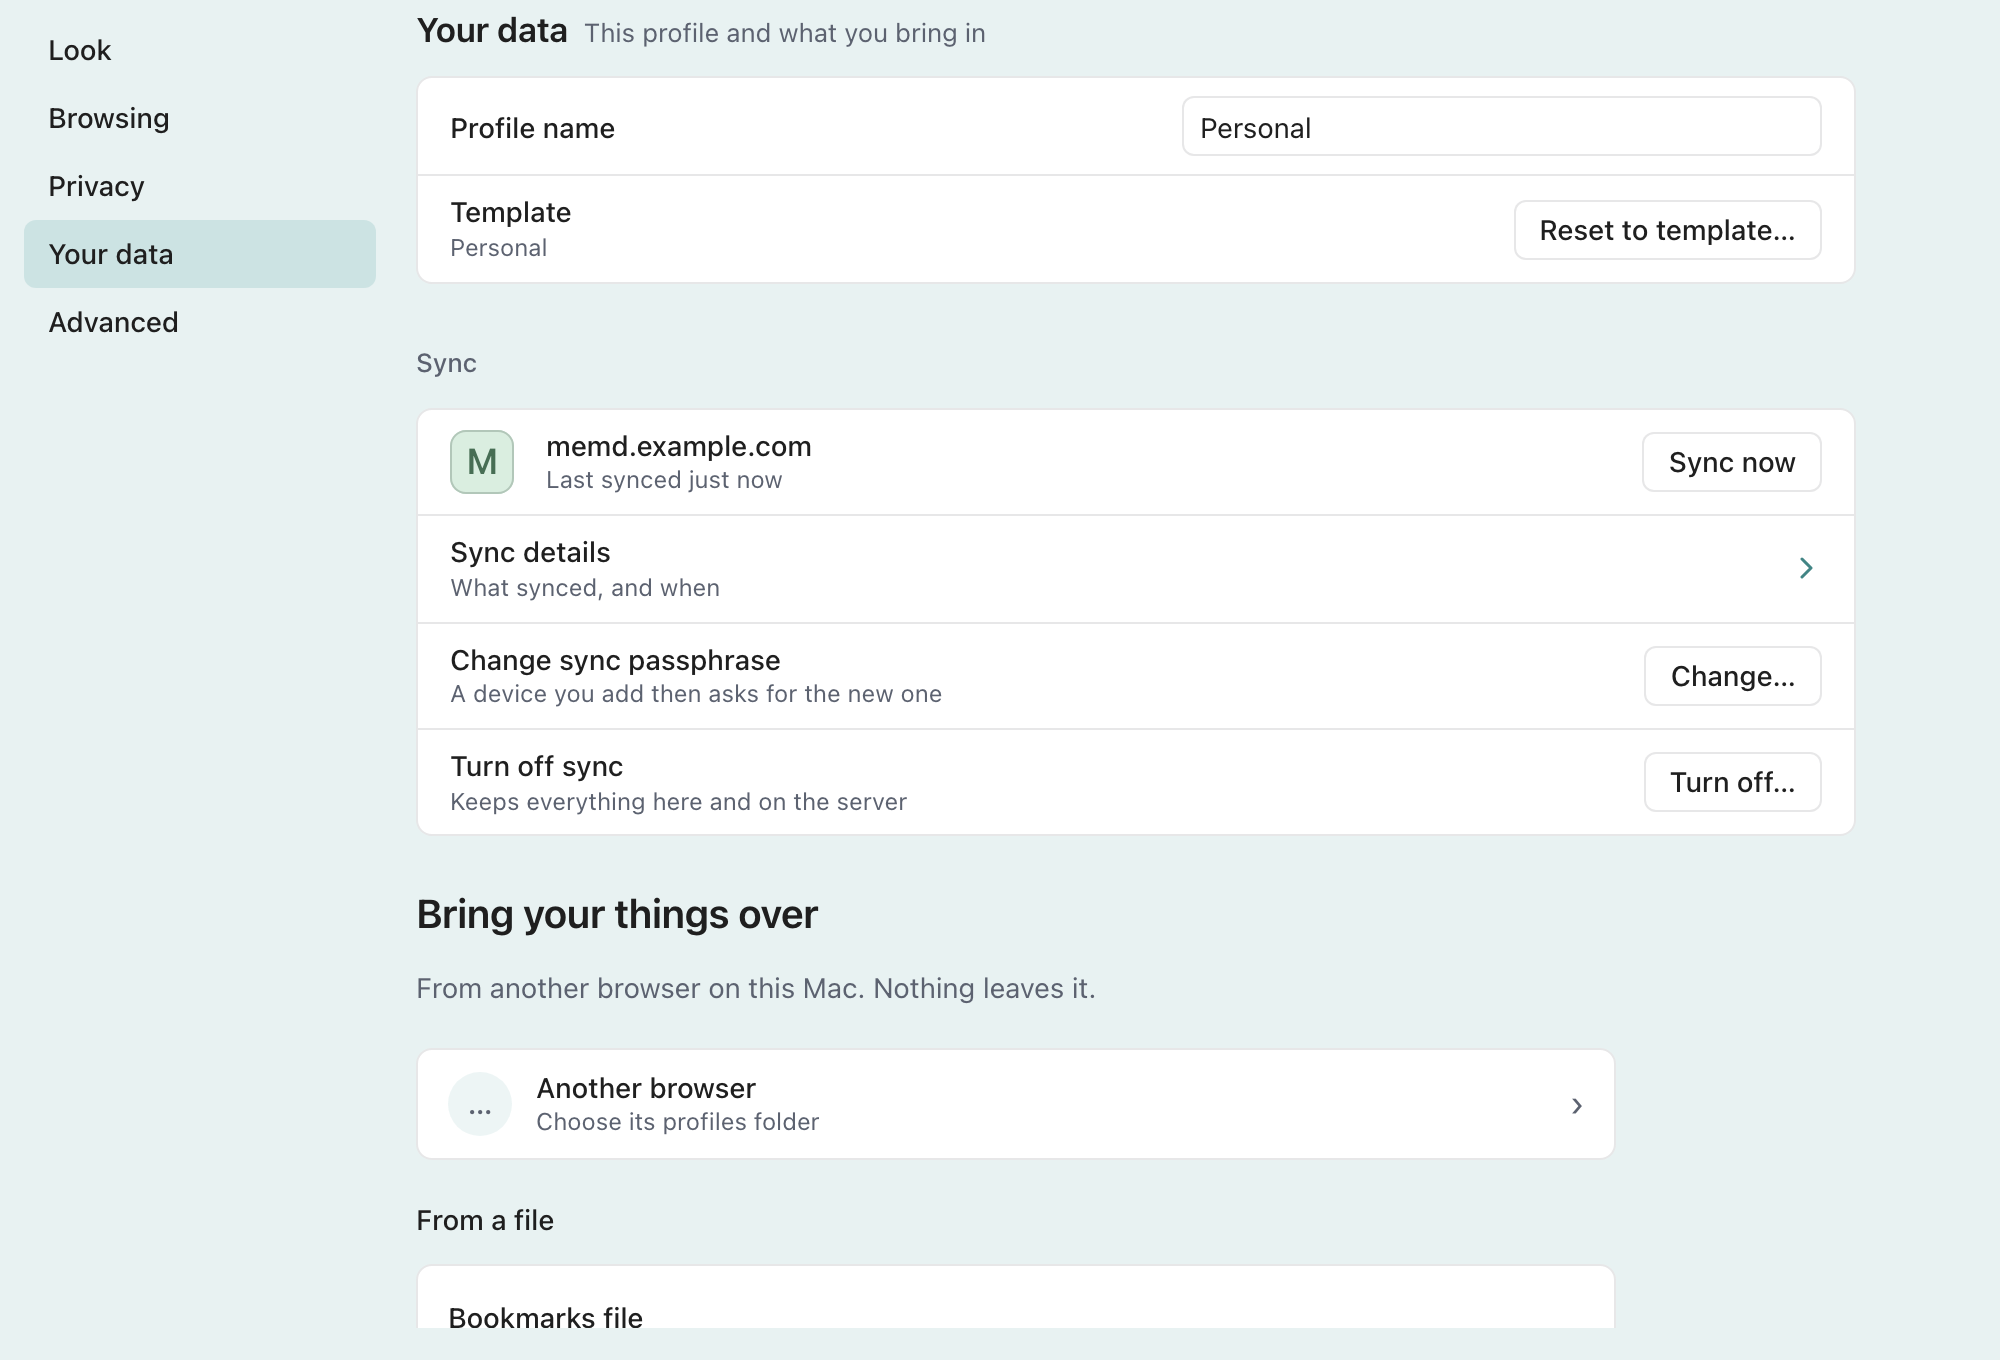 Look
Browsing
Privacy
Your data
Advanced
Your data This profile and what you bring in
Profile name Personal
Template
Personal
Reset to template...
Sync
M
memd.example.com
Last synced just now
Sync now
Sync details
What synced, and when
Change sync passphrase
A device you add then asks for the new one
Change...
Turn off sync
Keeps everything here and on the server
Turn off...
Bring your things over
From another browser on this Mac. Nothing leaves it.
...
Another browser
Choose its profiles folder
From a file
Bookmarks file